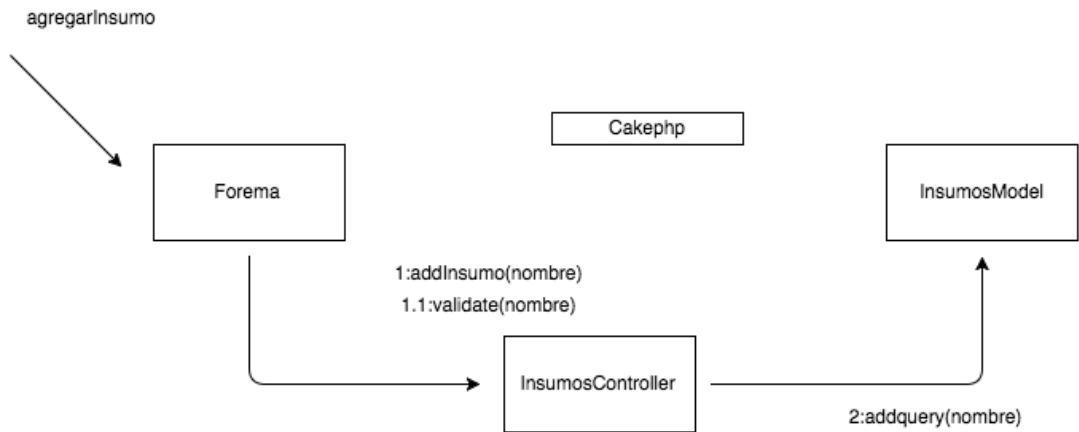 agregarInsumo
Cakephp
Forema
InsumosModel
1:addInsumo(nombre)
1.1:validate(nombre)
InsumosController
2:addquery(nombre)